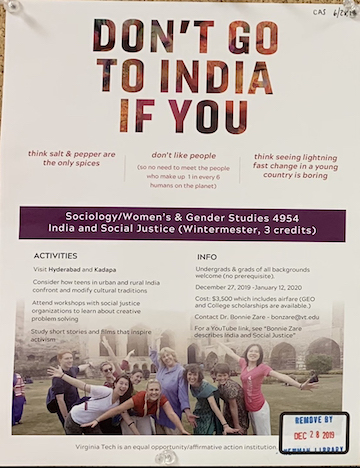 CAS
DON'T GO
TO INDIA
IF YOU
think salt & pepper are
the only spices
don't like people
(so no need to meet the people
who make up 1 in every 6
humans on the planet)
think seeing lightning
fast change in a young
country is boring
Sociology/Women's & Gender Studies 4954
India and Social Justice (Wintermester, 3 credits)
ACTIVITIES
Visit Hyderabad and Kadapa
Consider how teens in urban and rural India
confront and modify cultural traditions
Attend workshops with social justice
organizations to learn about creative
problem solving
Study short stories and films that inspire
activism
INFO
Undergrads & grads of all backgrounds
welcome (no prerequisite).
December 27, 2019 -January 12, 2020
Cost: $3,500 which includes airfare (GEO
and College scholarships are available.)
Contact Dr. Bonnie Zare - bonzare@vt.edu
For a YouTube link, see "Bonnie Zare
describes India and Social Justice"
REMOVE BY
DEC 28 2019
NEWMAN LIBRARY
Virginia Tech is an equal opportunity/affirmative action institution.